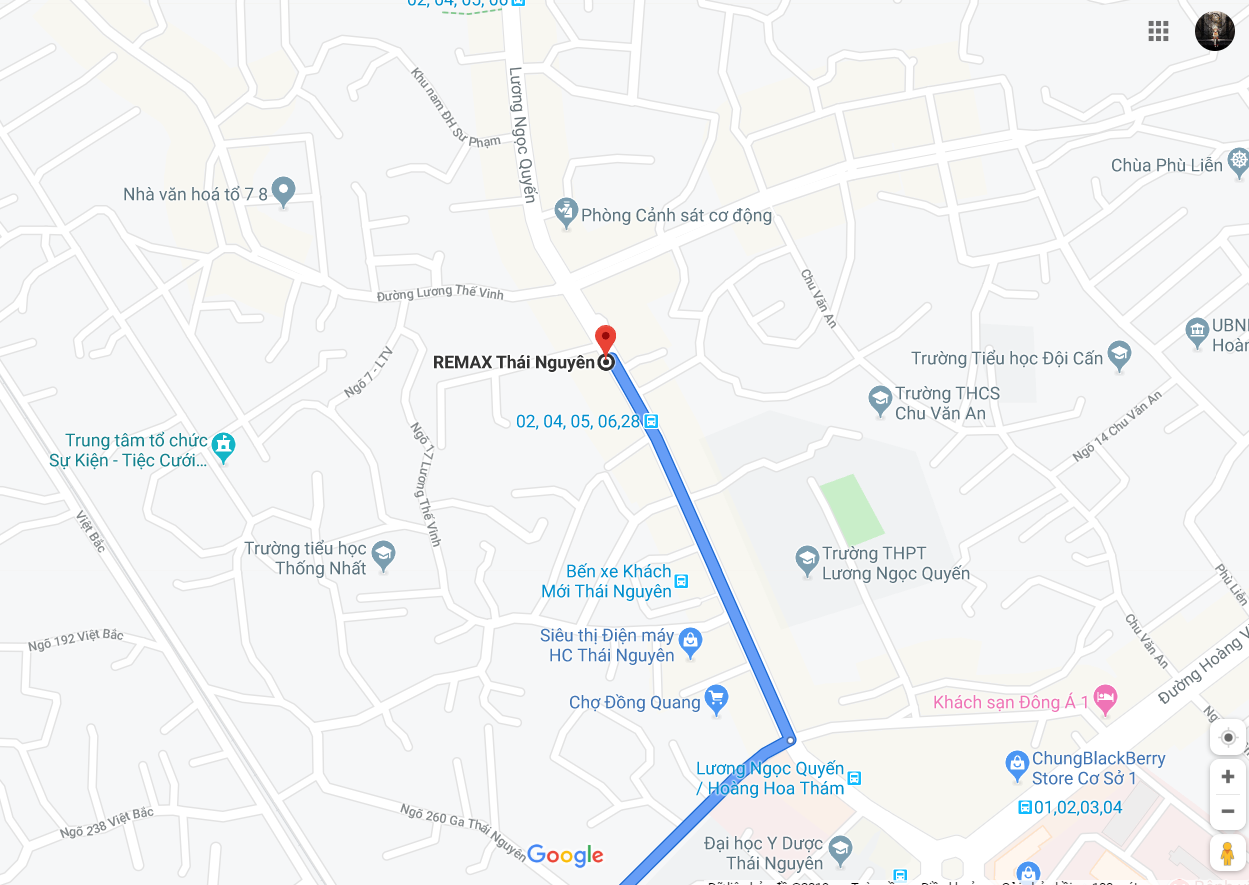 02, 04, 05, 06
Khu nam ĐH Sư Phạm
Lương Ngọc Quyến
Chùa Phù Liễn
Nhà văn hoá tổ 7 8
Phòng Cảnh sát cơ động
Đường Lương Thế Vinh
Chu Văn An
UBND
Hoàn
REMAX Thái Nguyên
Ngõ 7 - LTV
Trường Tiểu học Đội Cấn
Trường THCS
Chu Văn An
02, 04, 05, 06,28
Ngõ 14 Chu Văn An
Trung tâm tổ chức
Sự Kiện - Tiệc Cưới...
Ngõ 17 Lương Thế Vinh
Việt Bắc
Trường tiểu học
Thống Nhất
Trường THPT
Lương Ngọc Quyến
Bến xe Khách
Mới Thái Nguyên
Phù Liễn
Ngõ 192 Việt Bắc
Siêu thị Điện máy
HC Thái Nguyên
Chu Văn An
Đường Hoàng V
Chợ Đồng Quang
Khách sạn Đông Á 1
Lương Ngọc Quyến
/ Hoàng Hoa Thám
ChungBlackBerry
Store Cơ Sở 1
01,02,03,04
Ngõ 238 Việt Bắc
Ngõ 260 Ga Thái Nguyên
Google
Đại học Y Dược
Thái Nguyên